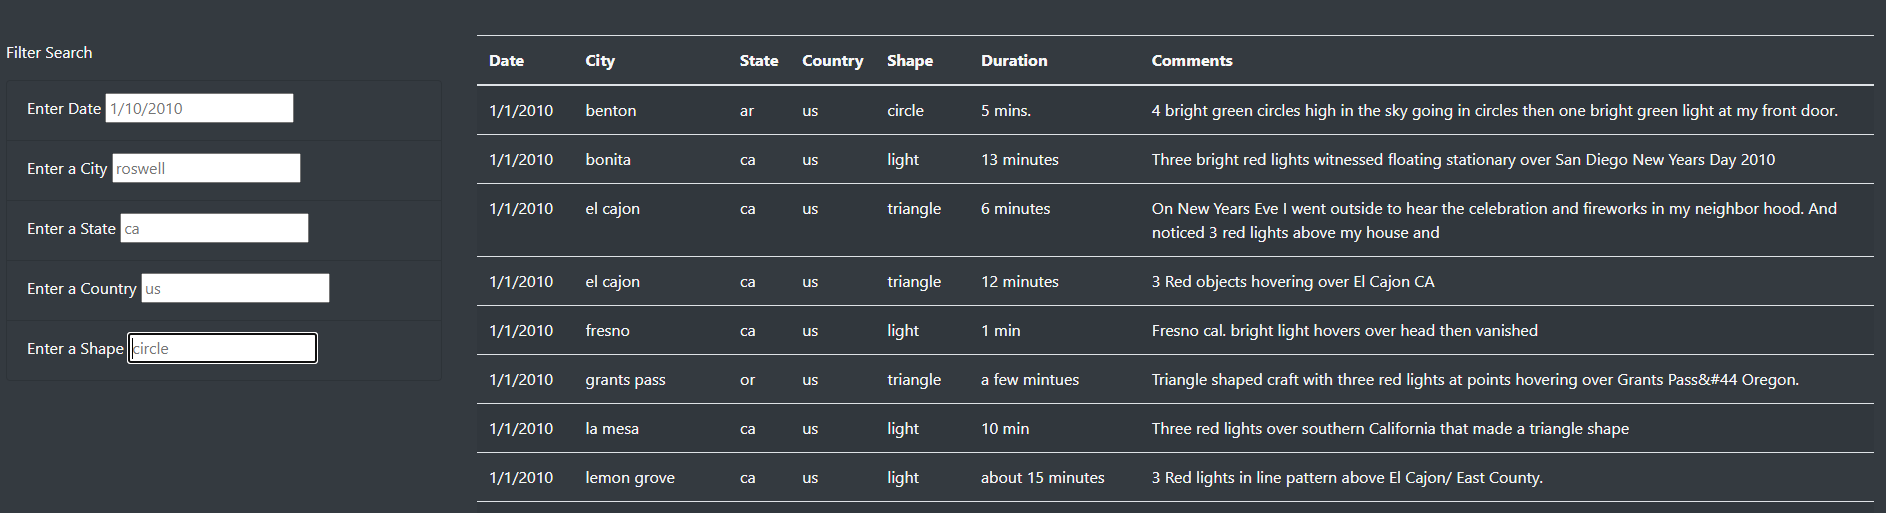 Filter Search
Enter Date 1/10/2010
Enter a City roswell
Enter a State ca
Enter a Country us
Enter a Shape circle
Date City State Country Shape Duration Comments
1/1/2010 benton ar us circle 5 mins. 4 bright green circles high in the sky going in circles then one bright green light at my front door.
1/1/2010 bonita ca us light 13 minutes Three bright red lights witnessed floating stationary over San Diego New Years Day 2010
1/1/2010 el cajon ca us triangle 6 minutes On New Years Eve I went outside to hear the celebration and fireworks in my neighbor hood. And
noticed 3 red lights above my house and
1/1/2010 el cajon ca us triangle 12 minutes 3 Red objects hovering over El Cajon CA
1/1/2010 fresno ca us light 1 min Fresno cal. bright light hovers over head then vanished
1/1/2010 grants pass or us triangle a few mintues Triangle shaped craft with three red lights at points hovering over Grants Pass&#44 Oregon.
1/1/2010 la mesa ca us light 10 min Three red lights over southern California that made a triangle shape
1/1/2010 lemon grove ca us light about 15 minutes 3 Red lights in line pattern above El Cajon/ East County.